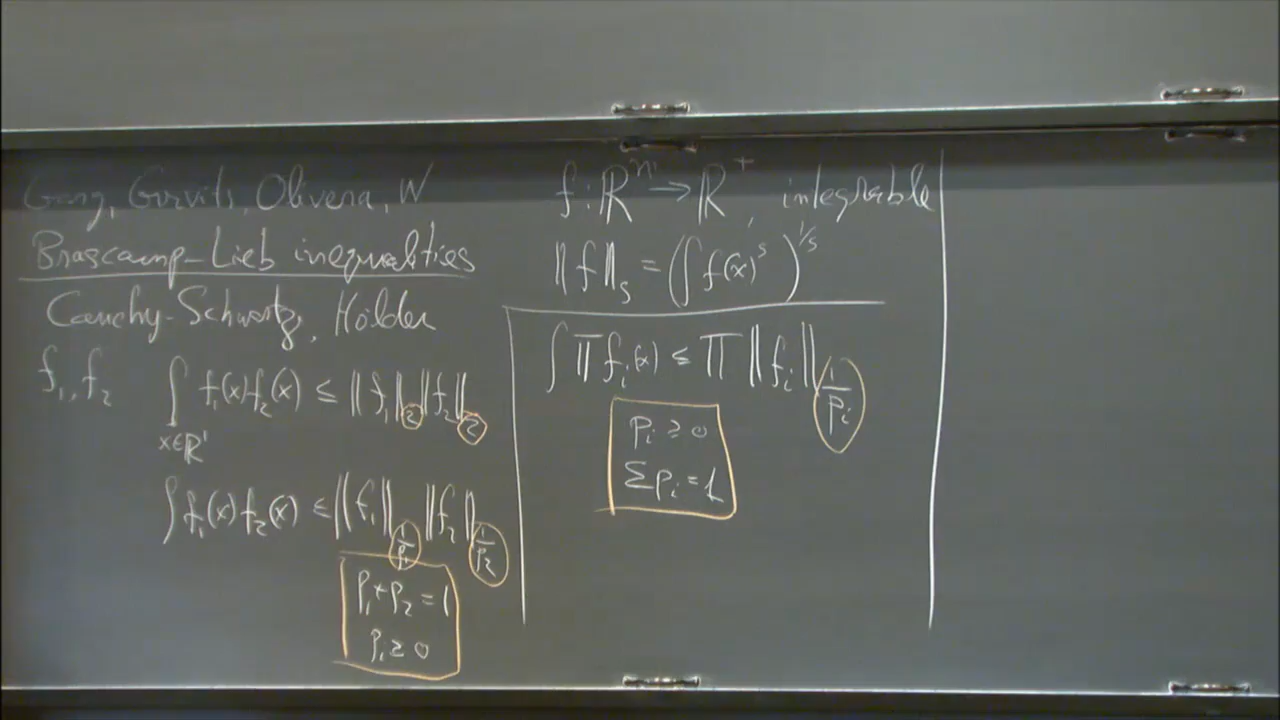 Garg, Gurvits, Olivera, W
Brascamp-Lieb inequalities
Cauchy-Schwartz, Hölder
f₁, f₂ ∫_{x∈ℝ¹} f₁(x) f₂(x) ≤ ‖f₁‖₂ ‖f₂‖₂
∫ f₁(x) f₂(x) ≤ ‖f₁‖_{1/p₁} ‖f₂‖_{1/p₂}
p₁ + p₂ = 1
pᵢ ≥ 0
f: ℝⁿ → ℝ⁺, integrable
‖f‖ₛ = (∫ f(x)ˢ)^{1/s}
∫ ∏ fᵢ(x) ≤ ∏ ‖fᵢ‖_{1/pᵢ}
pᵢ ≥ 0
∑ pᵢ = 1